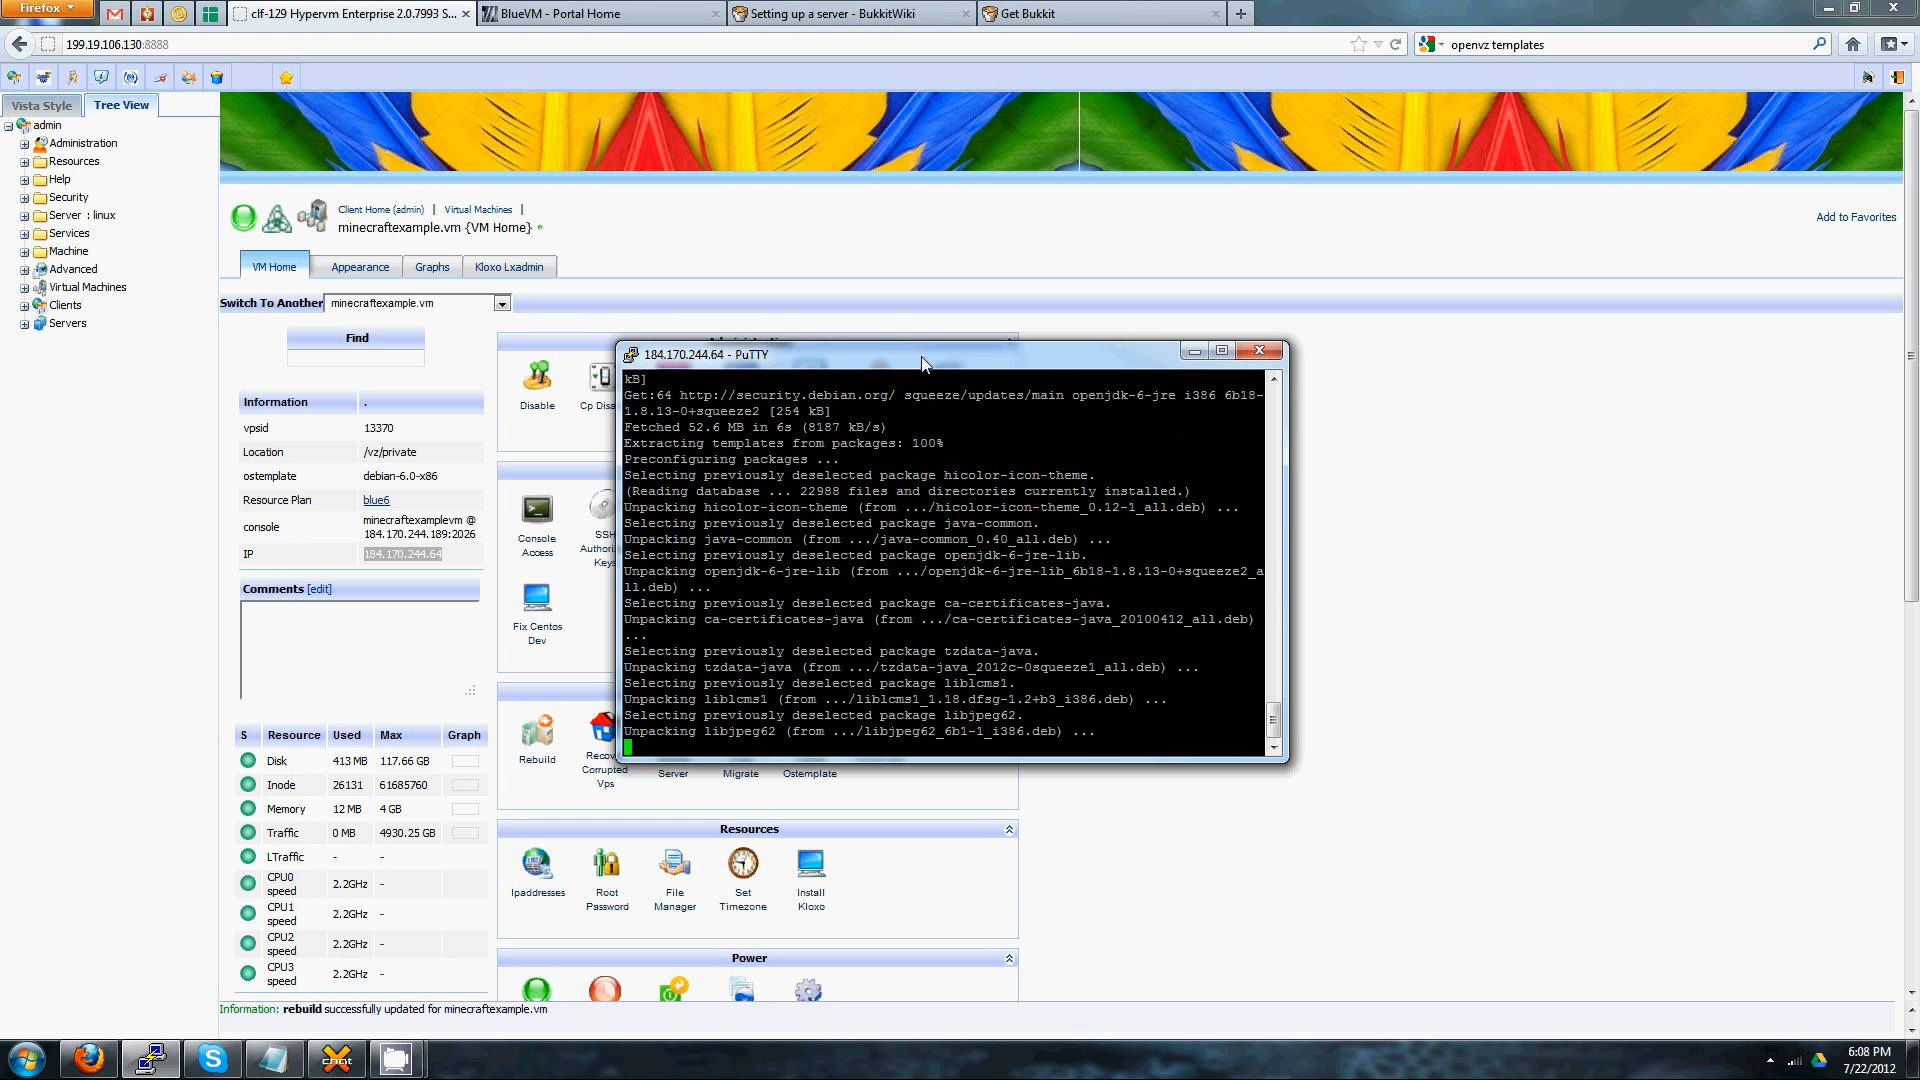 Firefox
clf-129 Hypervm Enterprise 2.0.7993 S...
BlueVM - Portal Home
Setting up a server - BukkitWiki
Get Bukkit
199.19.106.130:8888
openvz templates
Vista Style
Tree View
admin
Administration
Resources
Help
Security
Server : linux
Services
Machine
Advanced
Virtual Machines
Clients
Servers
Client Home (admin) | Virtual Machines |
minecraftexample.vm {VM Home}
Add to Favorites
VM Home
Appearance
Graphs
Kloxo Lxadmin
Switch To Another
minecraftexample.vm
Find
Information .
vpsid 13370
Location /vz/private
ostemplate debian-6.0-x86
Resource Plan blue6
console minecraftexamplevm @
184.170.244.189:2026
IP 184.170.244.64
Comments [edit]
S Resource Used Max Graph
Disk 413 MB 117.66 GB
Inode 26131 61685760
Memory 12 MB 4 GB
Traffic 0 MB 4930.25 GB
LTraffic - -
CPU0 speed 2.2GHz -
CPU1 speed 2.2GHz -
CPU2 speed 2.2GHz -
CPU3 speed 2.2GHz -
Disable
Console Access
Fix Centos Dev
Rebuild
Server
Migrate
Ostemplate
184.170.244.64 - PuTTY
kB]
Get:64 http://security.debian.org/ squeeze/updates/main openjdk-6-jre i386 6b18-
1.8.13-0+squeeze2 [254 kB]
Fetched 52.6 MB in 6s (8187 kB/s)
Extracting templates from packages: 100%
Preconfiguring packages ...
Selecting previously deselected package hicolor-icon-theme.
(Reading database ... 22988 files and directories currently installed.)
Unpacking hicolor-icon-theme (from .../hicolor-icon-theme_0.12-1_all.deb) ...
Selecting previously deselected package java-common.
Unpacking java-common (from .../java-common_0.40_all.deb) ...
Selecting previously deselected package openjdk-6-jre-lib.
Unpacking openjdk-6-jre-lib (from .../openjdk-6-jre-lib_6b18-1.8.13-0+squeeze2_a
ll.deb) ...
Selecting previously deselected package ca-certificates-java.
Unpacking ca-certificates-java (from .../ca-certificates-java_20100412_all.deb)
...
Selecting previously deselected package tzdata-java.
Unpacking tzdata-java (from .../tzdata-java_2012c-0squeeze1_all.deb) ...
Selecting previously deselected package liblcms1.
Unpacking liblcms1 (from .../liblcms1_1.18.dfsg-1.2+b3_i386.deb) ...
Selecting previously deselected package libjpeg62.
Unpacking libjpeg62 (from .../libjpeg62_6b1-1_i386.deb) ...
Resources
Ipaddresses
Root Password
File Manager
Set Timezone
Install Kloxo
Power
Information: rebuild successfully updated for minecraftexample.vm
chat
6:08 PM
7/22/2012